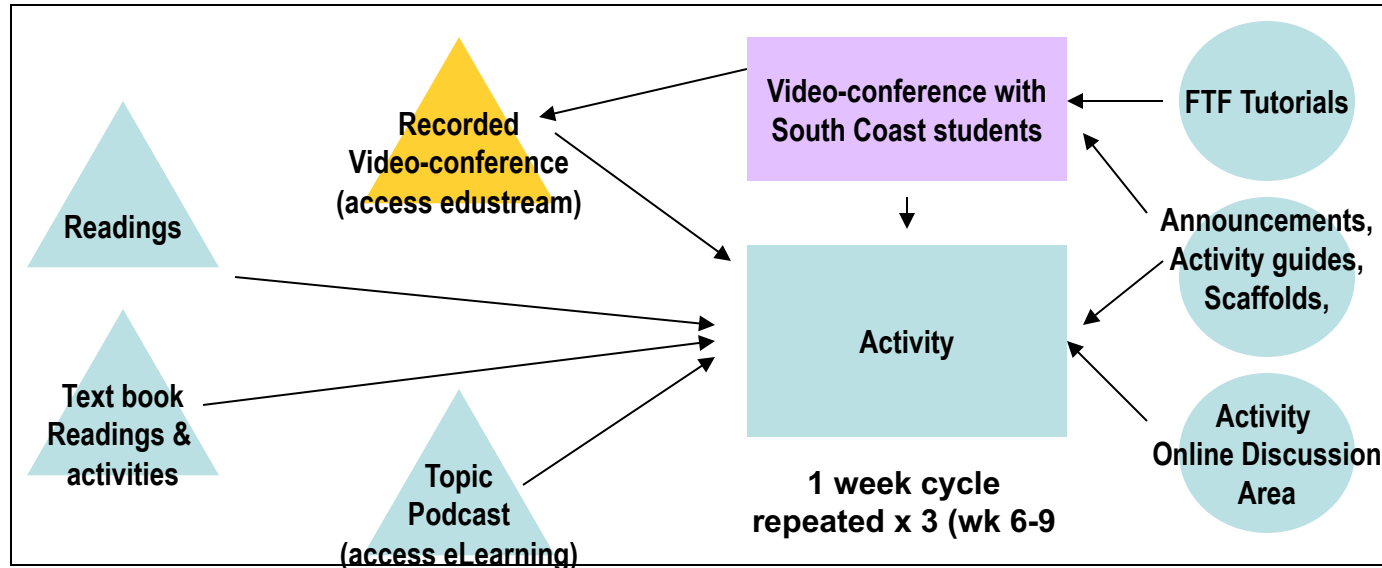 Readings
Text book
Readings &
activities
Recorded
Video-conference
(access edustream)
Topic
Podcast
(access eLearning)
Video-conference with
South Coast students
Activity
1 week cycle
repeated x 3 (wk 6-9
FTF Tutorials
Announcements,
Activity guides,
Scaffolds,
Activity
Online Discussion
Area